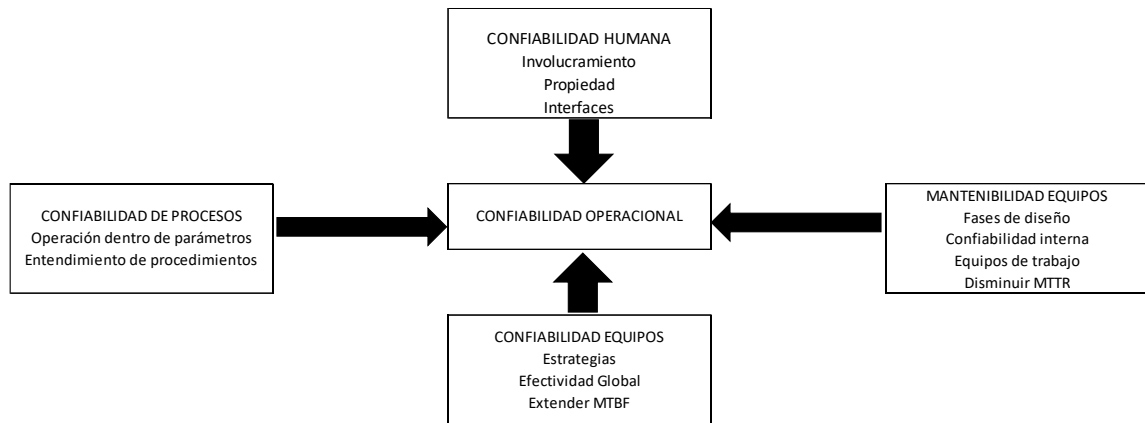 CONFIABILIDAD HUMANA
Involucramiento
Propiedad
Interfaces
CONFIABILIDAD DE PROCESOS
Operación dentro de parámetros
Entendimiento de procedimientos
CONFIABILIDAD OPERACIONAL
MANTENIBILIDAD EQUIPOS
Fases de diseño
Confiabilidad interna
Equipos de trabajo
Disminuir MTTR
CONFIABILIDAD EQUIPOS
Estrategias
Efectividad Global
Extender MTBF